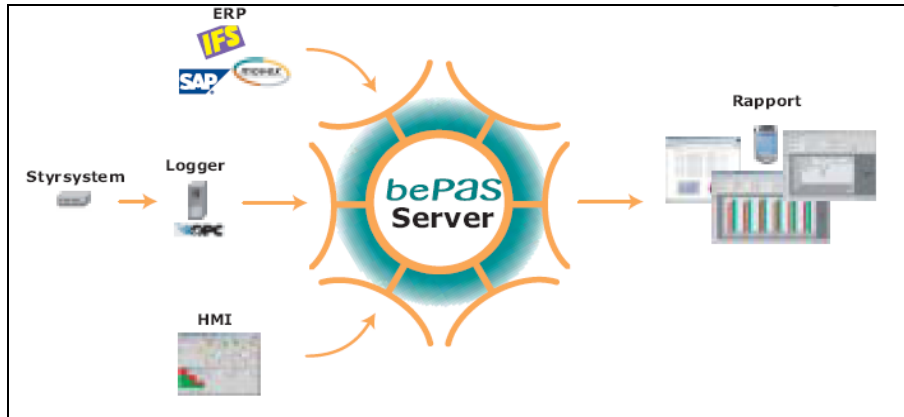 ERP
IFS
SAP
Styrsystem
Logger
OPC
HMI
bePAS
Server
Rapport